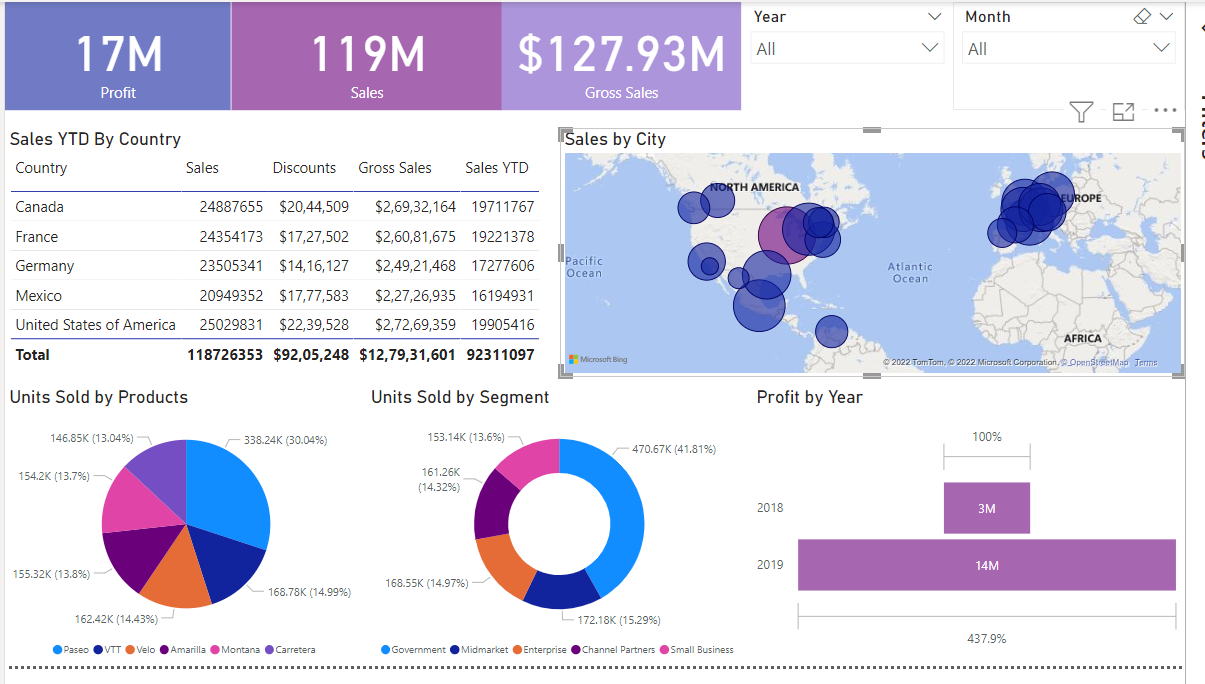 17M
Profit
119M
Sales
$127.93M
Gross Sales
Year
All
Month
All
Sales YTD By Country
Country Sales Discounts Gross Sales Sales YTD
Canada 24887655 $20,44,509 $2,69,32,164 19711767
France 24354173 $17,27,502 $2,60,81,675 19221378
Germany 23505341 $14,16,127 $2,49,21,468 17277606
Mexico 20949352 $17,77,583 $2,27,26,935 16194931
United States of America 25029831 $22,39,528 $2,72,69,359 19905416
Total 118726353 $92,05,248 $12,79,31,601 92311097
Sales by City
NORTH AMERICA
EUROPE
Pacific
Ocean
Atlantic
Ocean
AFRICA
Microsoft Bing
© 2022 TomTom, © 2022 Microsoft Corporation, © OpenStreetMap Terms
Units Sold by Products
146.85K (13.04%)
338.24K (30.04%)
154.2K (13.7%)
155.32K (13.8%)
168.78K (14.99%)
162.42K (14.43%)
Paseo VTT Velo Amarilla Montana Carretera
Units Sold by Segment
153.14K (13.6%)
470.67K (41.81%)
161.26K
(14.32%)
168.55K (14.97%)
172.18K (15.29%)
Government Midmarket Enterprise Channel Partners Small Business
Profit by Year
100%
2018 3M
2019 14M
437.9%